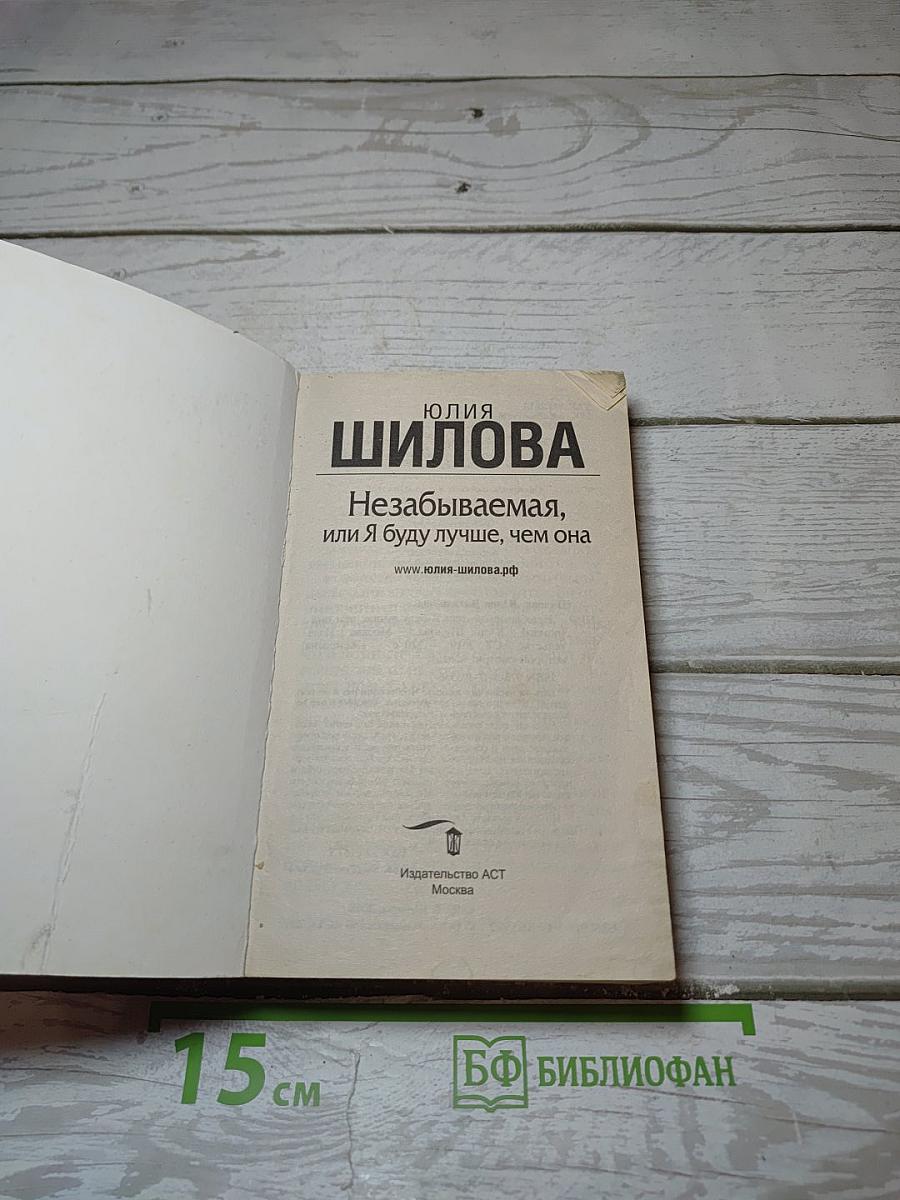 ЮЛИЯ
ШИЛОВА
Незабываемая,
или Я буду лучше, чем она
www.юлия-шилова.рф
Издательство АСТ
Москва
15 см
БФ БИБЛИОФАН